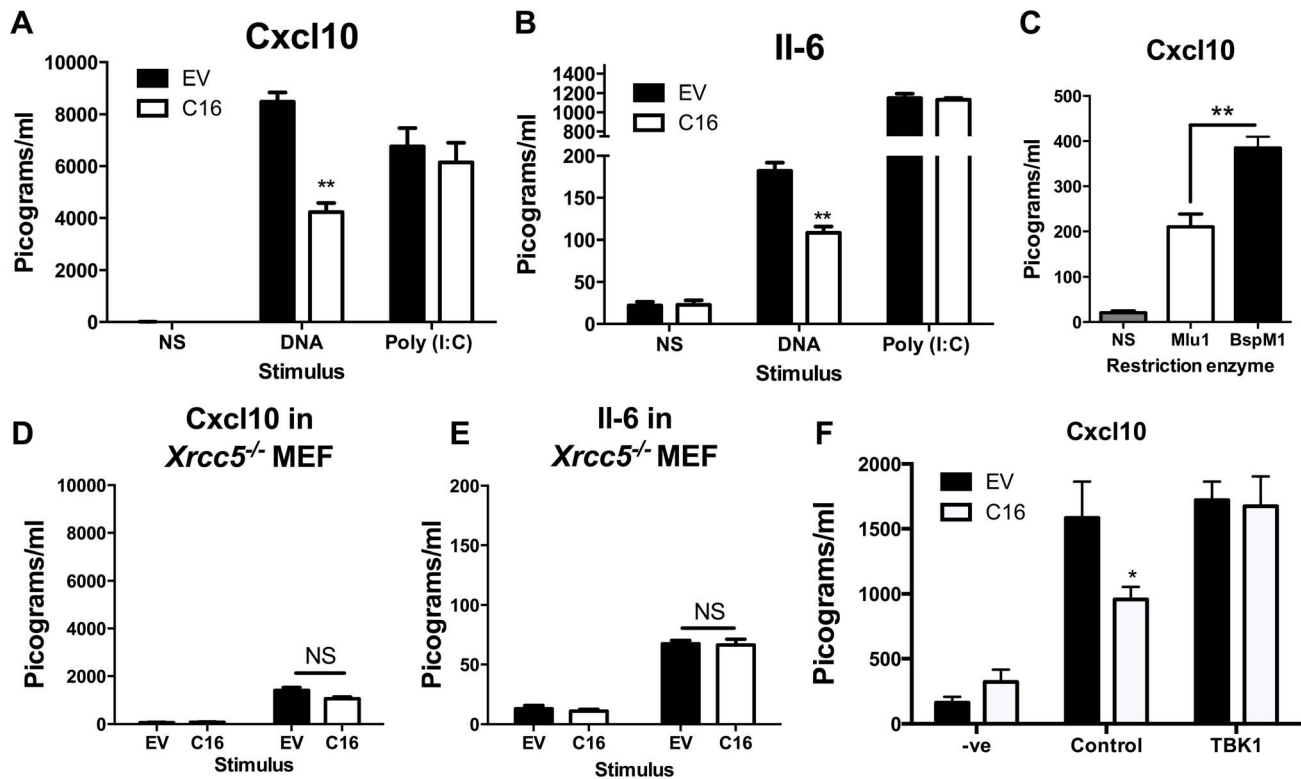 A
Cxcl10
Picograms/ml
10000
8000
6000
4000
2000
0
EV
C16
**
NS
DNA
Poly (I:C)
Stimulus
B
Il-6
Picograms/ml
1400
1200
1000
200
150
100
50
25
0
EV
C16
**
NS
DNA
Poly (I:C)
Stimulus
C
Cxcl10
Picograms/ml
500
400
300
200
100
0
**
NS
Mlu1
BspM1
Restriction enzyme
D
Cxcl10 in
Xrcc5-/- MEF
Picograms/ml
10000
8000
6000
4000
2000
0
NS
EV
C16
EV
C16
Stimulus
E
Il-6 in
Xrcc5-/- MEF
Picograms/ml
200
150
100
50
0
NS
EV
C16
EV
C16
Stimulus
F
Cxcl10
Picograms/ml
2000
1500
1000
500
0
EV
C16
*
-ve
Control
TBK1